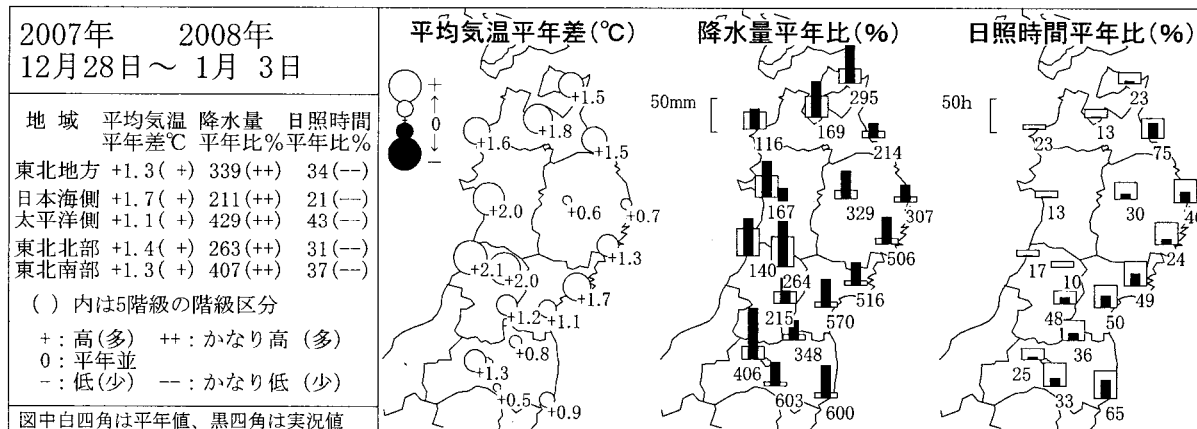 2007年 2008年
12月28日～ 1月 3日
地 域 平均気温 降水量 日照時間
平年差℃ 平年比% 平年比%
東北地方 +1.3( +) 339(++) 34(--)
日本海側 +1.7( +) 211(++) 21(--)
太平洋側 +1.1( +) 429(++) 43(--)
東北北部 +1.4( +) 263(++) 31(--)
東北南部 +1.3( +) 407(++) 37(--)
( ) 内は5階級の階級区分
+：高(多) ++：かなり高 (多)
0：平年並
-：低(少) --：かなり低 (少)
図中白四角は平年値、黒四角は実況値
平均気温平年差(℃)
+
↑
0
↓
-
+1.5
+1.8
+1.6
+1.5
+2.0
+0.6
+0.7
+1.3
+2.1
+2.0
+1.7
+1.2
+1.1
+0.8
+1.3
+0.5
+0.9
降水量平年比(%)
50mm
295
169
116
214
167
329
307
506
140
264
516
215
570
348
406
603
600
日照時間平年比(%)
50h
23
13
23
75
13
30
46
24
17
10
49
48
50
36
25
33
65